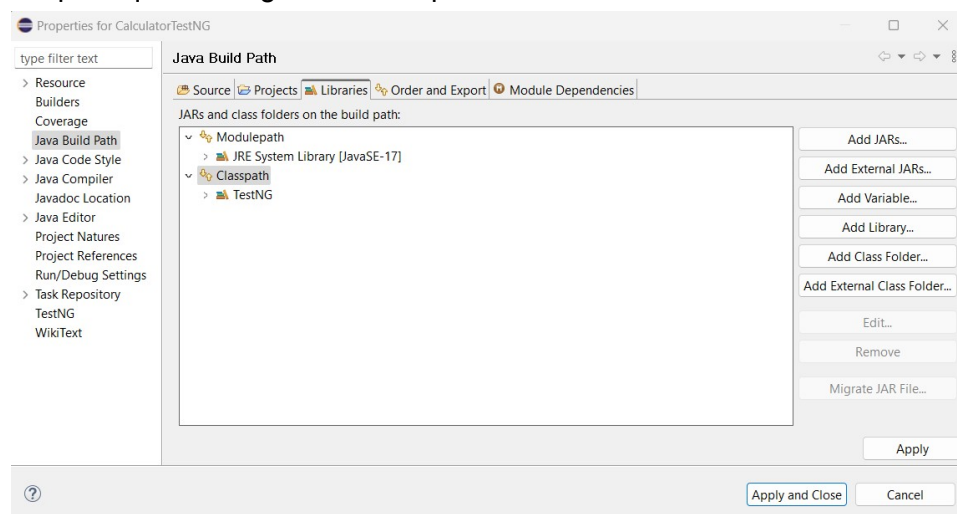 Properties for CalculatorTestNG
type filter text
Java Build Path
> Resource
Builders
Coverage
Java Build Path
> Java Code Style
> Java Compiler
Javadoc Location
> Java Editor
Project Natures
Project References
Run/Debug Settings
> Task Repository
TestNG
WikiText
Source
Projects
Libraries
Order and Export
Module Dependencies
JARs and class folders on the build path:
Modulepath
JRE System Library [JavaSE-17]
Classpath
TestNG
Add JARs...
Add External JARs...
Add Variable...
Add Library...
Add Class Folder...
Add External Class Folder...
Edit...
Remove
Migrate JAR File...
Apply
?
Apply and Close
Cancel